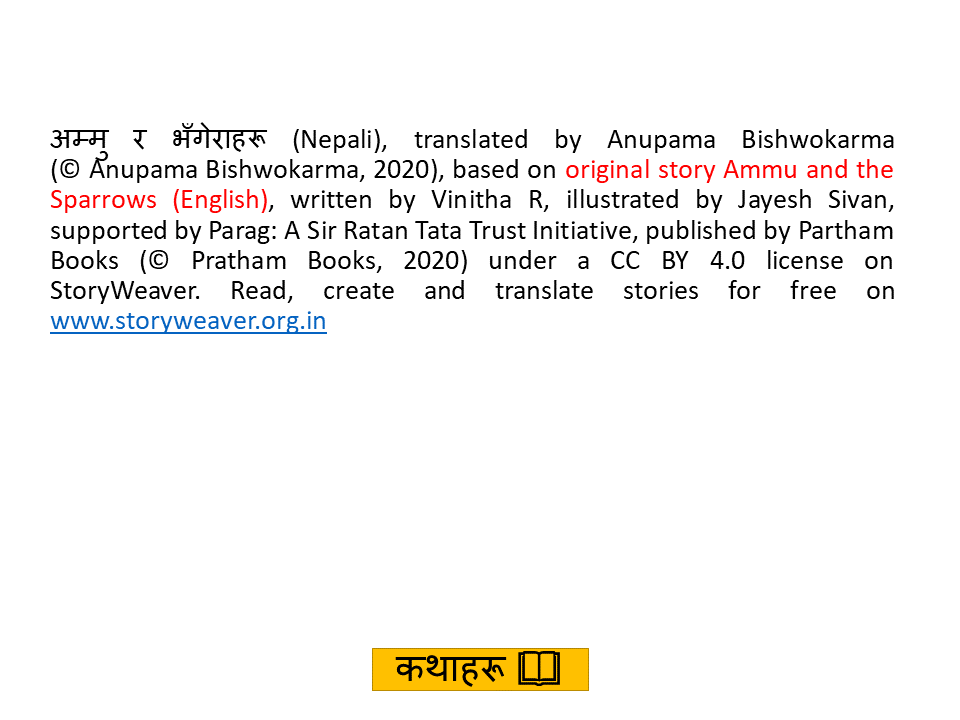 अम्मु र भँगेराहरू (Nepali), translated by Anupama Bishwokarma
(© Anupama Bishwokarma, 2020), based on original story Ammu and the
Sparrows (English), written by Vinitha R, illustrated by Jayesh Sivan,
supported by Parag: A Sir Ratan Tata Trust Initiative, published by Partham
Books (© Pratham Books, 2020) under a CC BY 4.0 license on
StoryWeaver. Read, create and translate stories for free on
www.storyweaver.org.in
कथाहरू